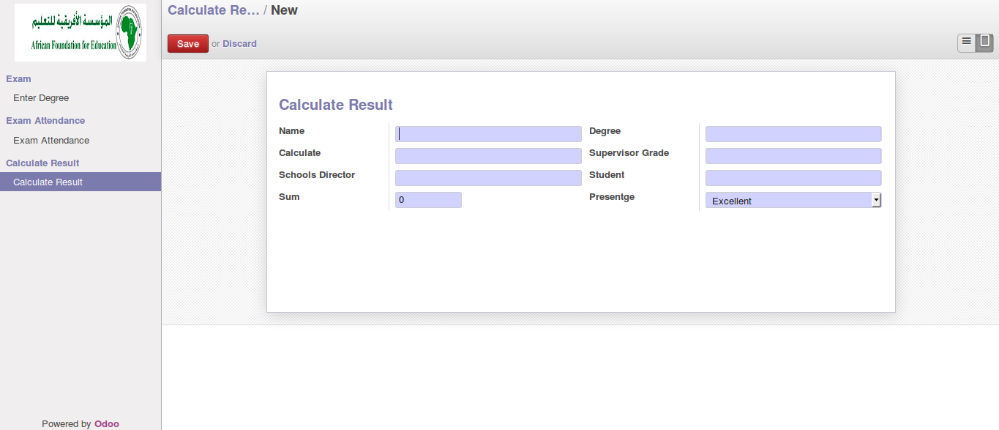 المؤسسة الأفريقية للتعليم
African Foundation for Education
Exam
Enter Degree
Exam Attendance
Exam Attendance
Calculate Result
Calculate Result
Powered by Odoo
Calculate Re... / New
Save or Discard
Calculate Result
Name
Degree
Calculate
Supervisor Grade
Schools Director
Student
Sum 0
Presentge Excellent